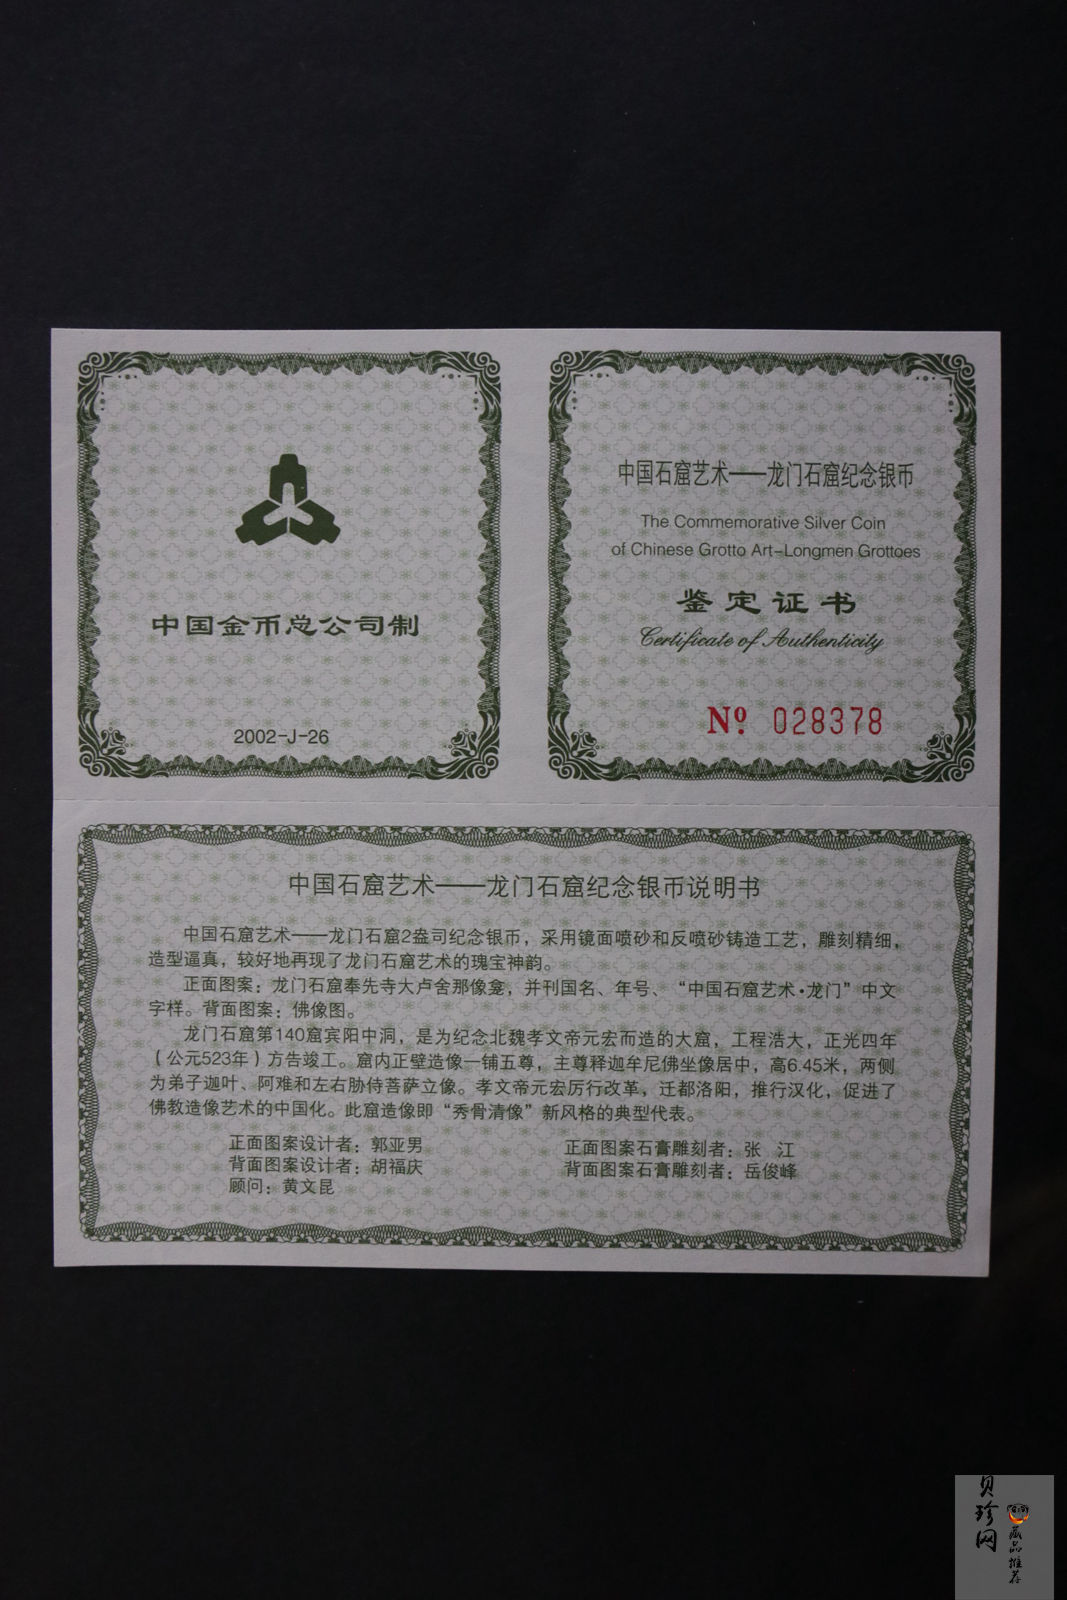 中国金币总公司制
2002-J-26
中国石窟艺术——龙门石窟纪念银币
The Commemorative Silver Coin
of Chinese Grotto Art-Longmen Grottoes
鉴定证书
Certificate of Authenticity
Nº 028378
中国石窟艺术——龙门石窟纪念银币说明书
中国石窟艺术——龙门石窟2盎司纪念银币，采用镜面喷砂和反喷砂铸造工艺，雕刻精细，
造型逼真，较好地再现了龙门石窟艺术的瑰宝神韵。
正面图案：龙门石窟奉先寺大卢舍那像龛，并刊国名、年号、“中国石窟艺术·龙门”中文
字样。背面图案：佛像图。
龙门石窟第140窟宾阳中洞，是为纪念北魏孝文帝元宏而造的大窟，工程浩大，正光四年
（公元523年）方告竣工。窟内正壁造像一铺五尊，主尊释迦牟尼佛坐像居中，高6.45米，两侧
为弟子迦叶、阿难和左右胁侍菩萨立像。孝文帝元宏厉行改革，迁都洛阳，推行汉化，促进了
佛教造像艺术的中国化。此窟造像即“秀骨清像”新风格的典型代表。
正面图案设计者：郭亚男
正面图案石膏雕刻者：张　江
背面图案设计者：胡福庆
背面图案石膏雕刻者：岳俊峰
顾问：黄文昆
贝珍网
藏品推荐